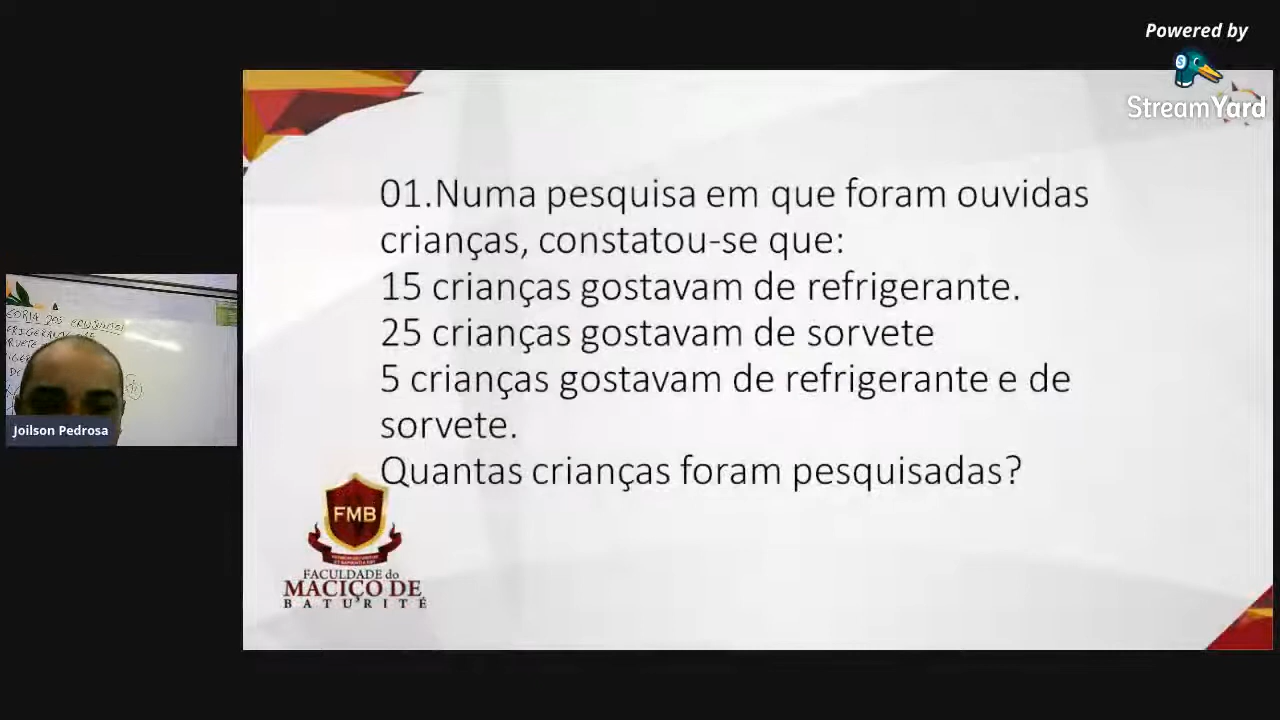 Powered by
StreamYard
01.Numa pesquisa em que foram ouvidas
crianças, constatou-se que:
15 crianças gostavam de refrigerante.
25 crianças gostavam de sorvete
5 crianças gostavam de refrigerante e de
sorvete.
Quantas crianças foram pesquisadas?
Joilson Pedrosa
FMB
FACULDADE do
MACIÇO DE
BATURITÉ